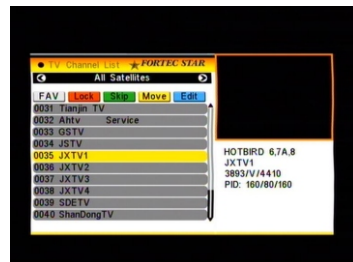 TV Channel List FORTEC STAR
All Satellites
FAV Lock Skip Move Edit
0031 Tianjin TV
0032 Ahtv Service
0033 GSTV
0034 JSTV
0035 JXTV1
0036 JXTV2
0037 JXTV3
0038 JXTV4
0039 SDETV
0040 ShanDongTV
HOTBIRD 6,7A,8
JXTV1
3893/V/4410
PID: 160/80/160